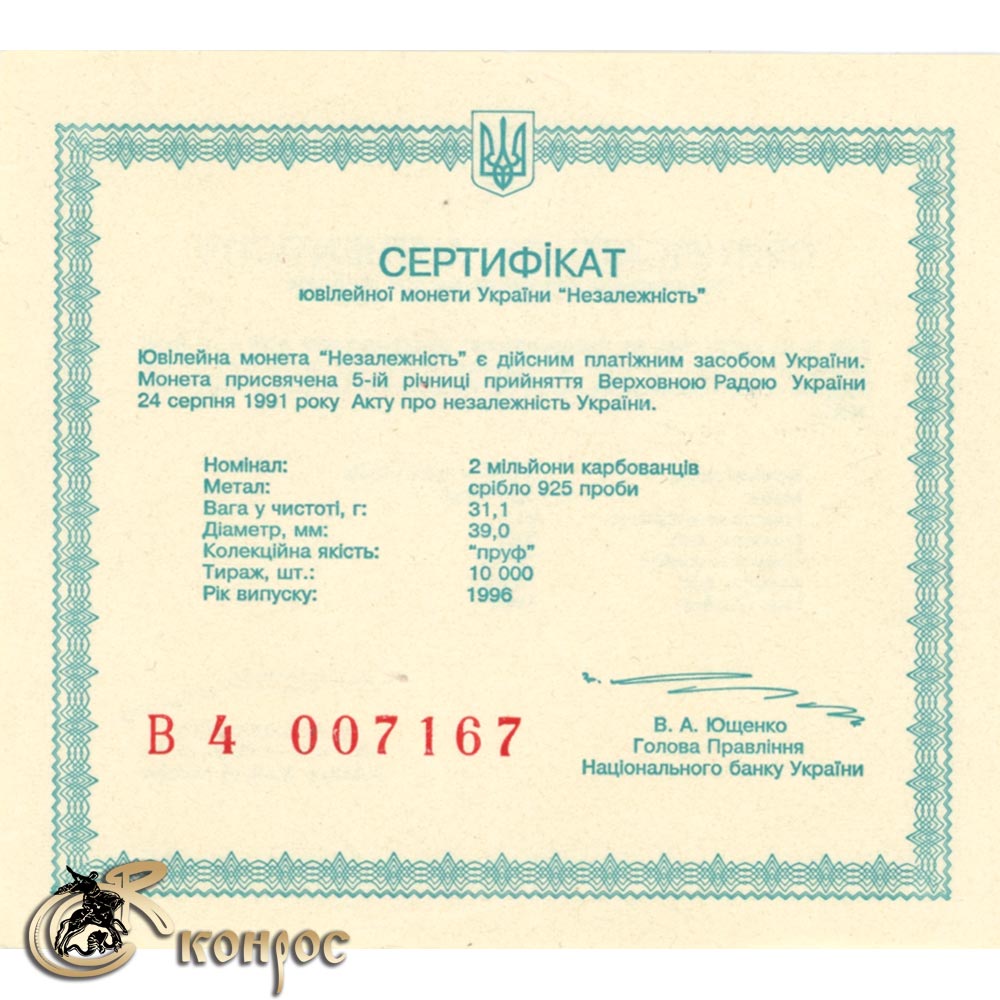 СЕРТИФІКАТ
ювілейної монети України "Незалежність"
Ювілейна монета "Незалежність" є дійсним платіжним засобом України.
Монета присвячена 5-ій річниці прийняття Верховною Радою України
24 серпня 1991 року Акту про незалежність України.
Номінал: 2 мільйони карбованців
Метал: срібло 925 проби
Вага у чистоті, г: 31,1
Діаметр, мм: 39,0
Колекційна якість: "пруф"
Тираж, шт.: 10 000
Рік випуску: 1996
В 4 007167
В. А. Ющенко
Голова Правління
Національного банку України
конрос